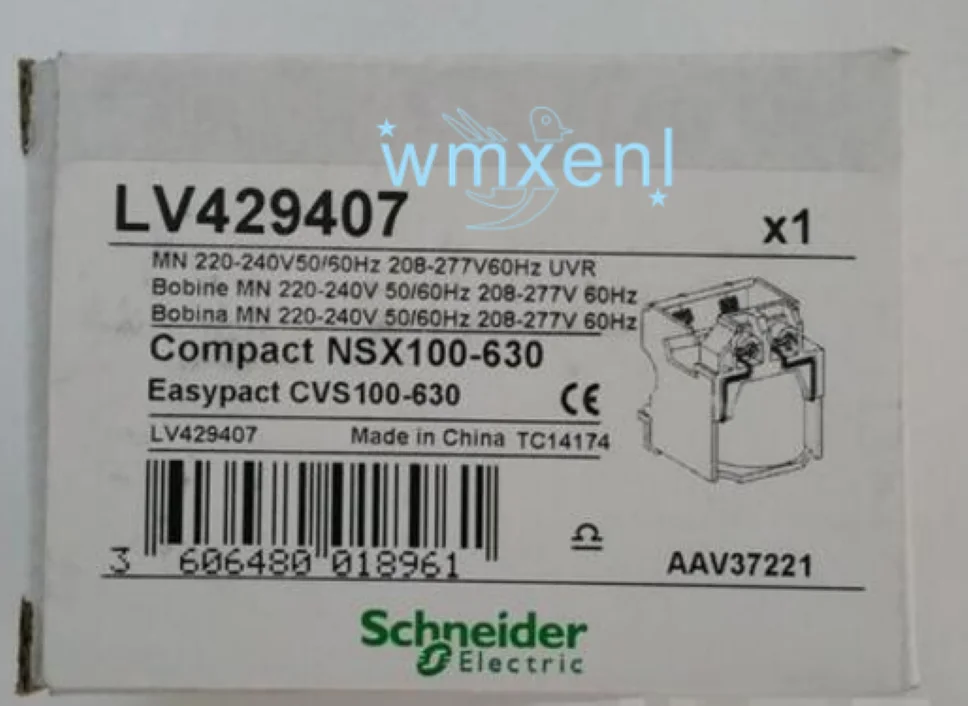 wmxenl
LV429407
x1
MN 220-240V50/60Hz 208-277V60Hz UVR
Bobine MN 220-240V 50/60Hz 208-277V 60Hz
Bobina MN 220-240V 50/60Hz 208-277V 60Hz
Compact NSX100-630
Easypact CVS100-630
CE
LV429407 Made in China TC14174
3 606480 018961
AAV37221
Schneider
Electric